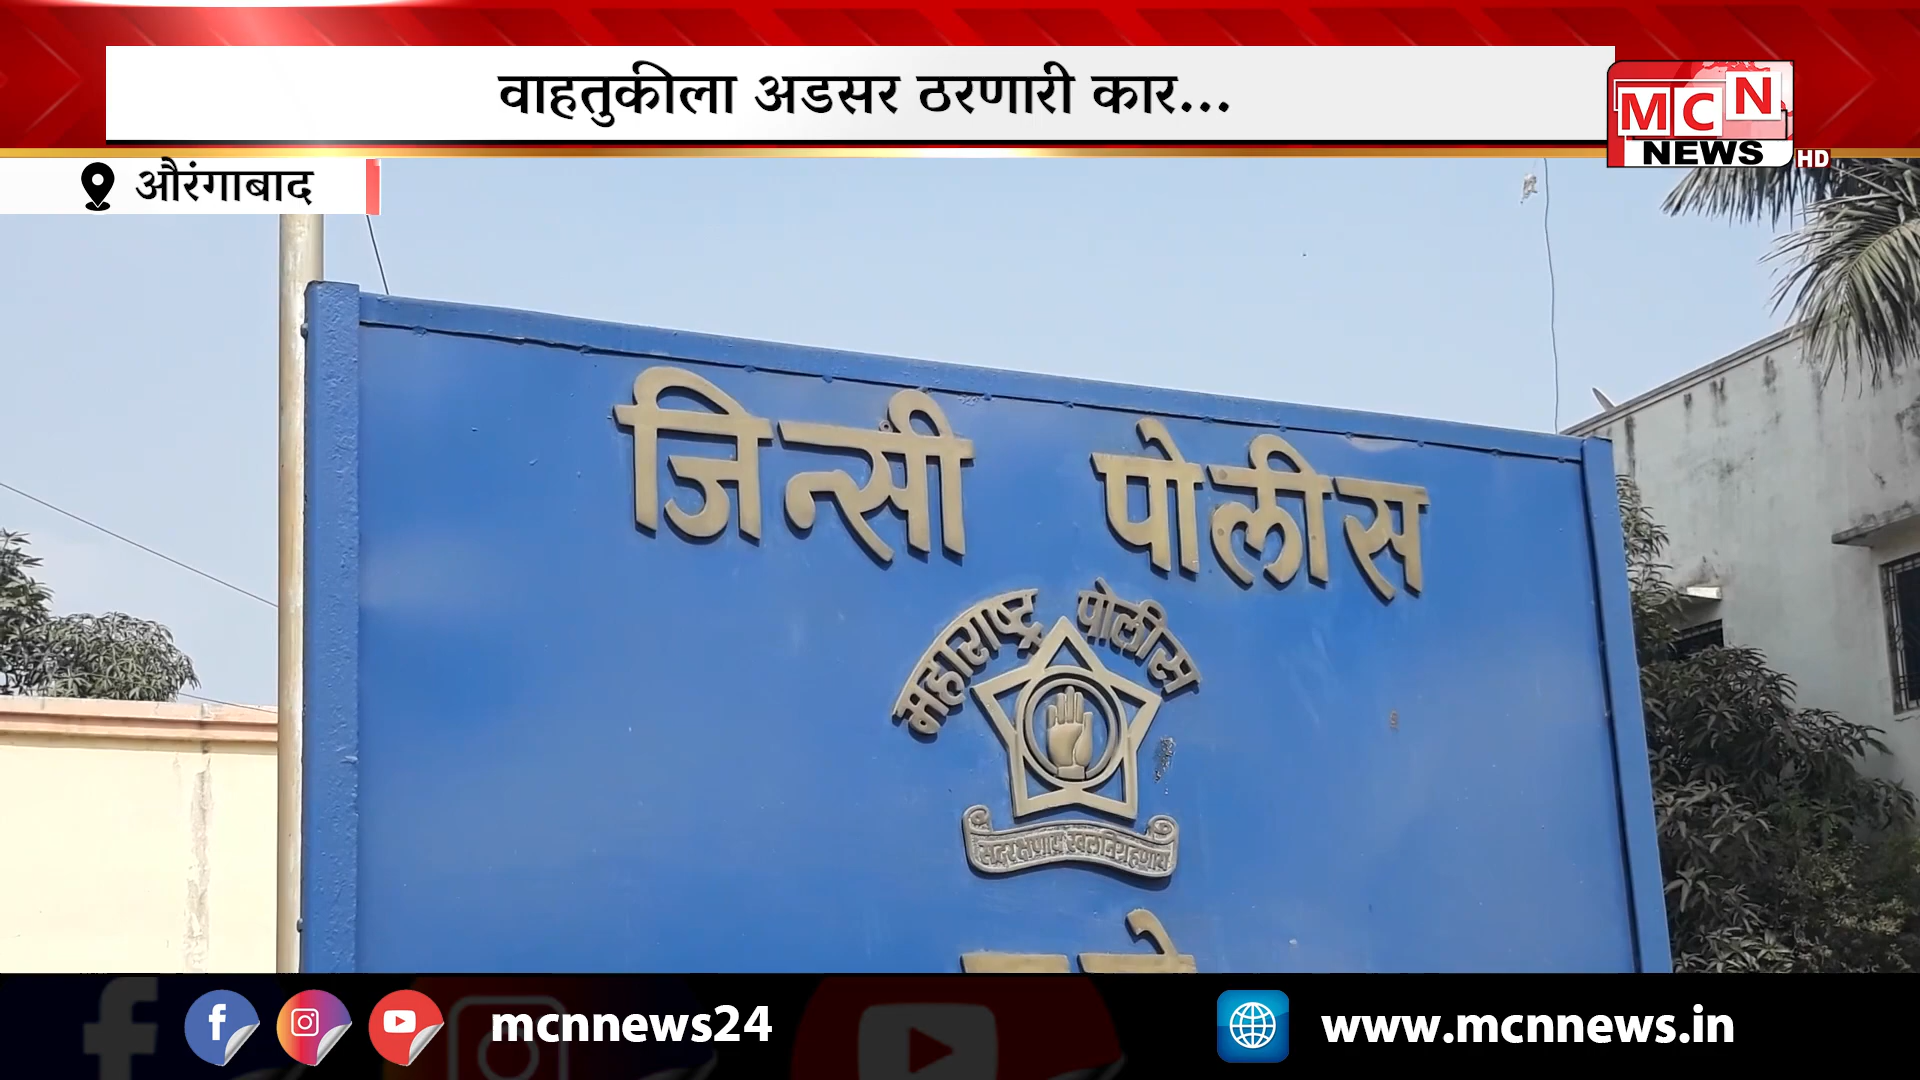 वाहतुकीला अडसर ठरणारी कार...
MCN
NEWS HD
औरंगाबाद
जिन्सी पोलीस
महाराष्ट्र पोलीस
सद्रक्षणाय खलनिग्रहणाय
mcnnews24
www.mcnnews.in